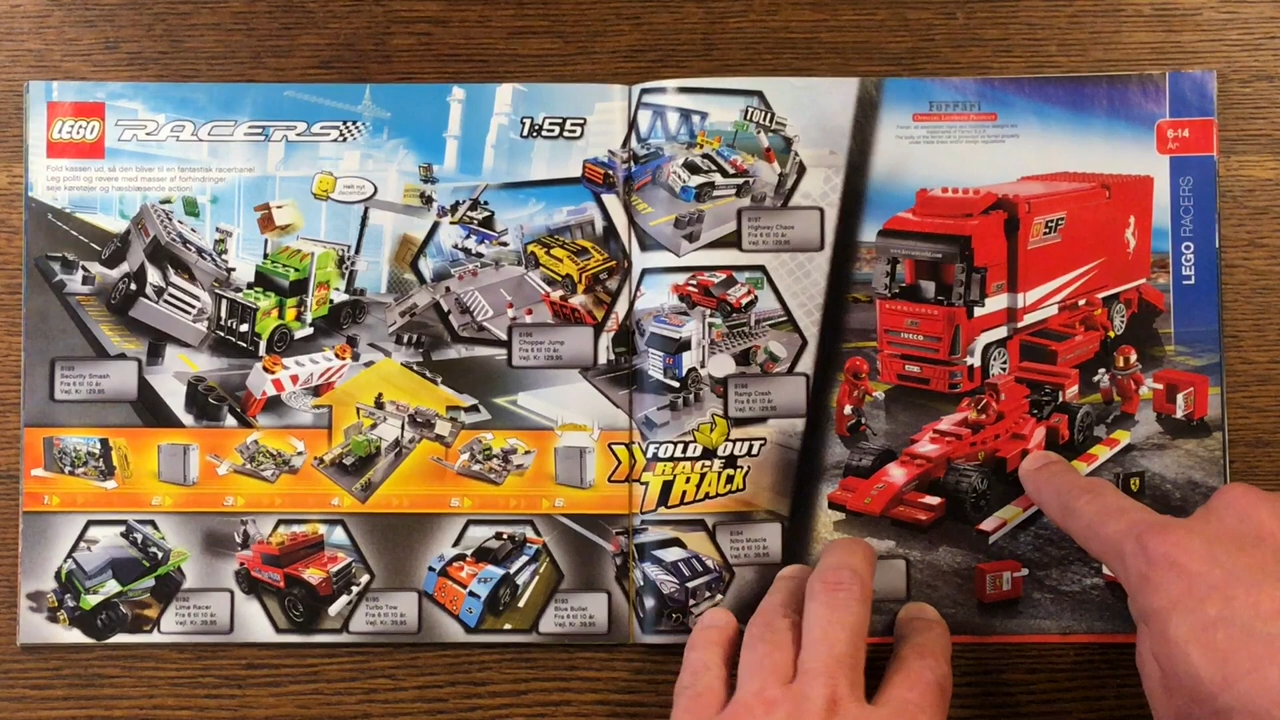 LEGO RACERS
1:55
Fold kassen ud, så den bliver til en fantastisk racerbane!
Leg politi og røvere med masser af forhindringer,
seje køretøjer og hæsblæsende action!
Helt nyt
december
8199
Security Smash
Fra 6 til 10 år.
Vejl. Kr. 129,95
8196
Chopper Jump
Fra 6 til 10 år.
Vejl. Kr. 129,95
TOLL
8197
Highway Chaos
Fra 6 til 10 år.
Vejl. Kr. 129,95
8198
Ramp Crash
Fra 6 til 10 år.
Vejl. Kr. 129,95
1.
2.
3.
4.
5.
6.
FOLD OUT
RACE
TRACK
8192
Lime Racer
Fra 6 til 10 år.
Vejl. Kr. 39,95
8195
Turbo Tow
Fra 6 til 10 år.
Vejl. Kr. 39,95
8193
Blue Bullet
Fra 6 til 10 år.
Vejl. Kr. 39,95
8194
Nitro Muscle
Fra 6 til 10 år.
Vejl. Kr. 39,95
Ferrari
OFFICIAL LICENSED PRODUCT
SF
IVECO
6-14
År
LEGO RACERS